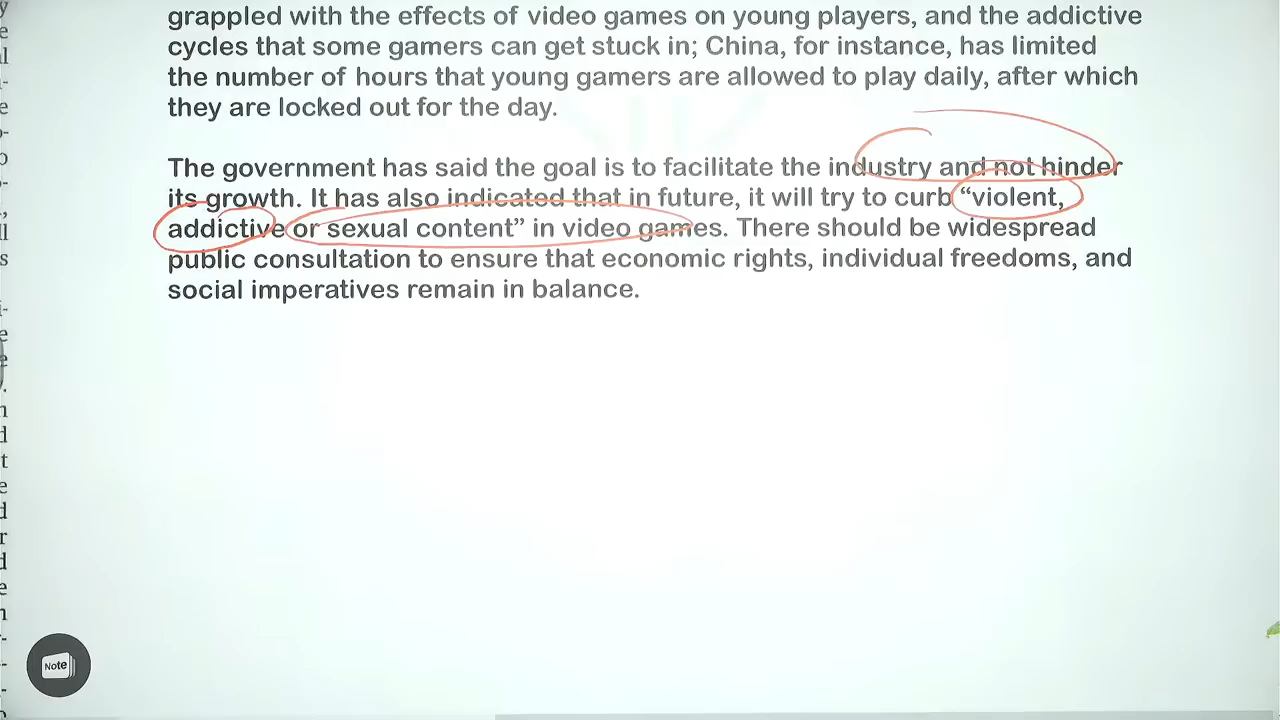 grappled with the effects of video games on young players, and the addictive
cycles that some gamers can get stuck in; China, for instance, has limited
the number of hours that young gamers are allowed to play daily, after which
they are locked out for the day.
The government has said the goal is to facilitate the industry and not hinder
its growth. It has also indicated that in future, it will try to curb “violent,
addictive or sexual content” in video games. There should be widespread
public consultation to ensure that economic rights, individual freedoms, and
social imperatives remain in balance.
Note